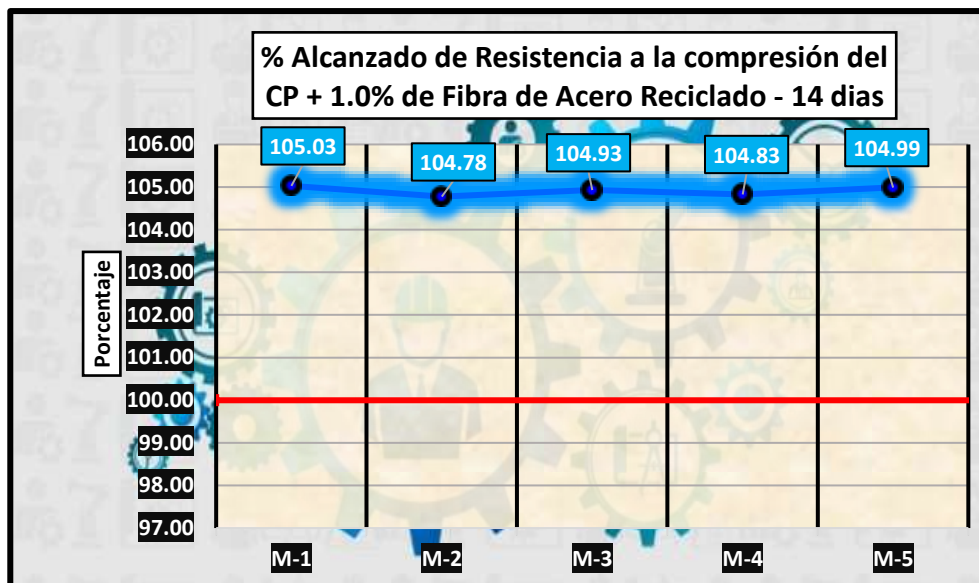 % Alcanzado de Resistencia a la compresión del
CP + 1.0% de Fibra de Acero Reciclado - 14 dias
106.00
105.00
104.00
103.00
102.00
101.00
100.00
99.00
98.00
97.00
Porcentaje
105.03
104.78
104.93
104.83
104.99
M-1
M-2
M-3
M-4
M-5